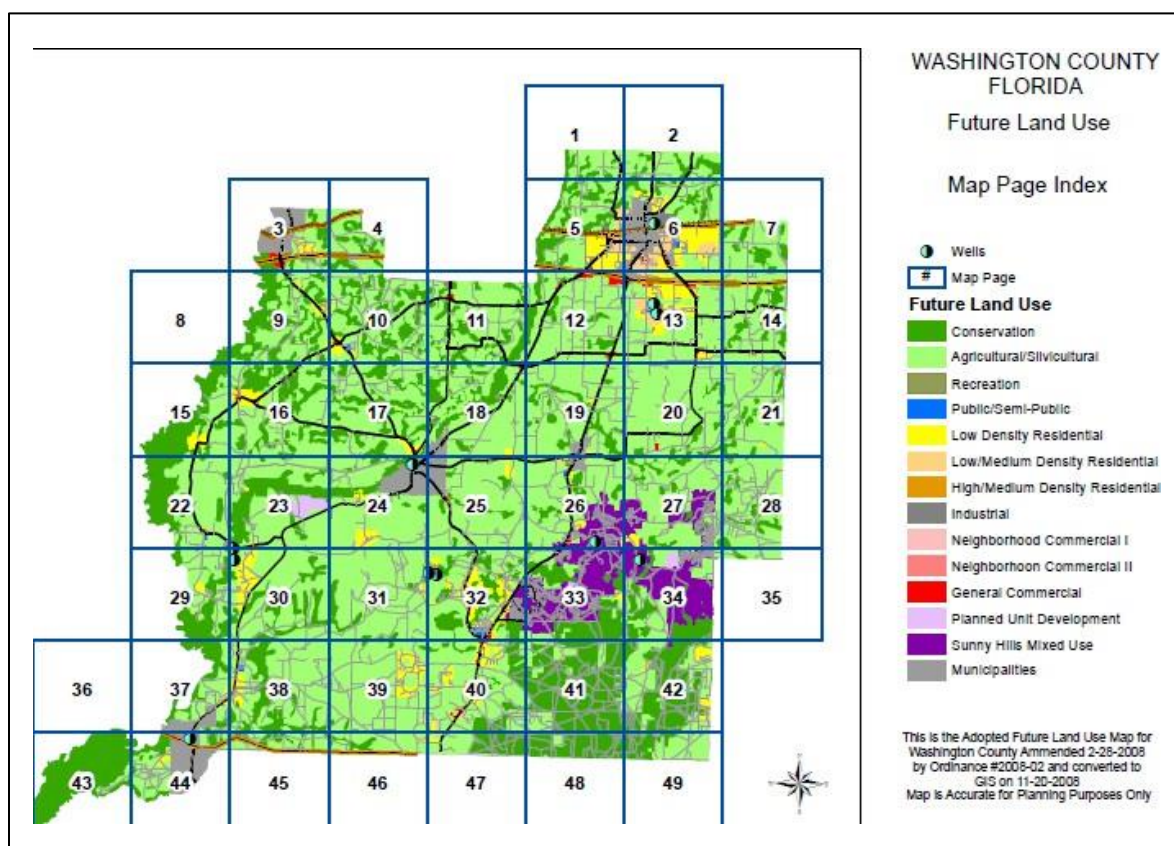 WASHINGTON COUNTY
FLORIDA
Future Land Use
Map Page Index
Wells
# Map Page
Future Land Use
Conservation
Agricultural/Silvicultural
Recreation
Public/Semi-Public
Low Density Residential
Low/Medium Density Residential
High/Medium Density Residential
Industrial
Neighborhood Commercial I
Neighborhoon Commercial II
General Commercial
Planned Unit Development
Sunny Hills Mixed Use
Municipalities
This is the Adopted Future Land Use Map for
Washington County Ammended 2-28-2008
by Ordinance #2008-02 and converted to
GIS on 11-20-2008
Map is Accurate for Planning Purposes Only
1 2
3 4 5 6 7
8 9 10 11 12 13 14
15 16 17 18 19 20 21
22 23 24 25 26 27 28
29 30 31 32 33 34 35
36 37 38 39 40 41 42
43 44 45 46 47 48 49